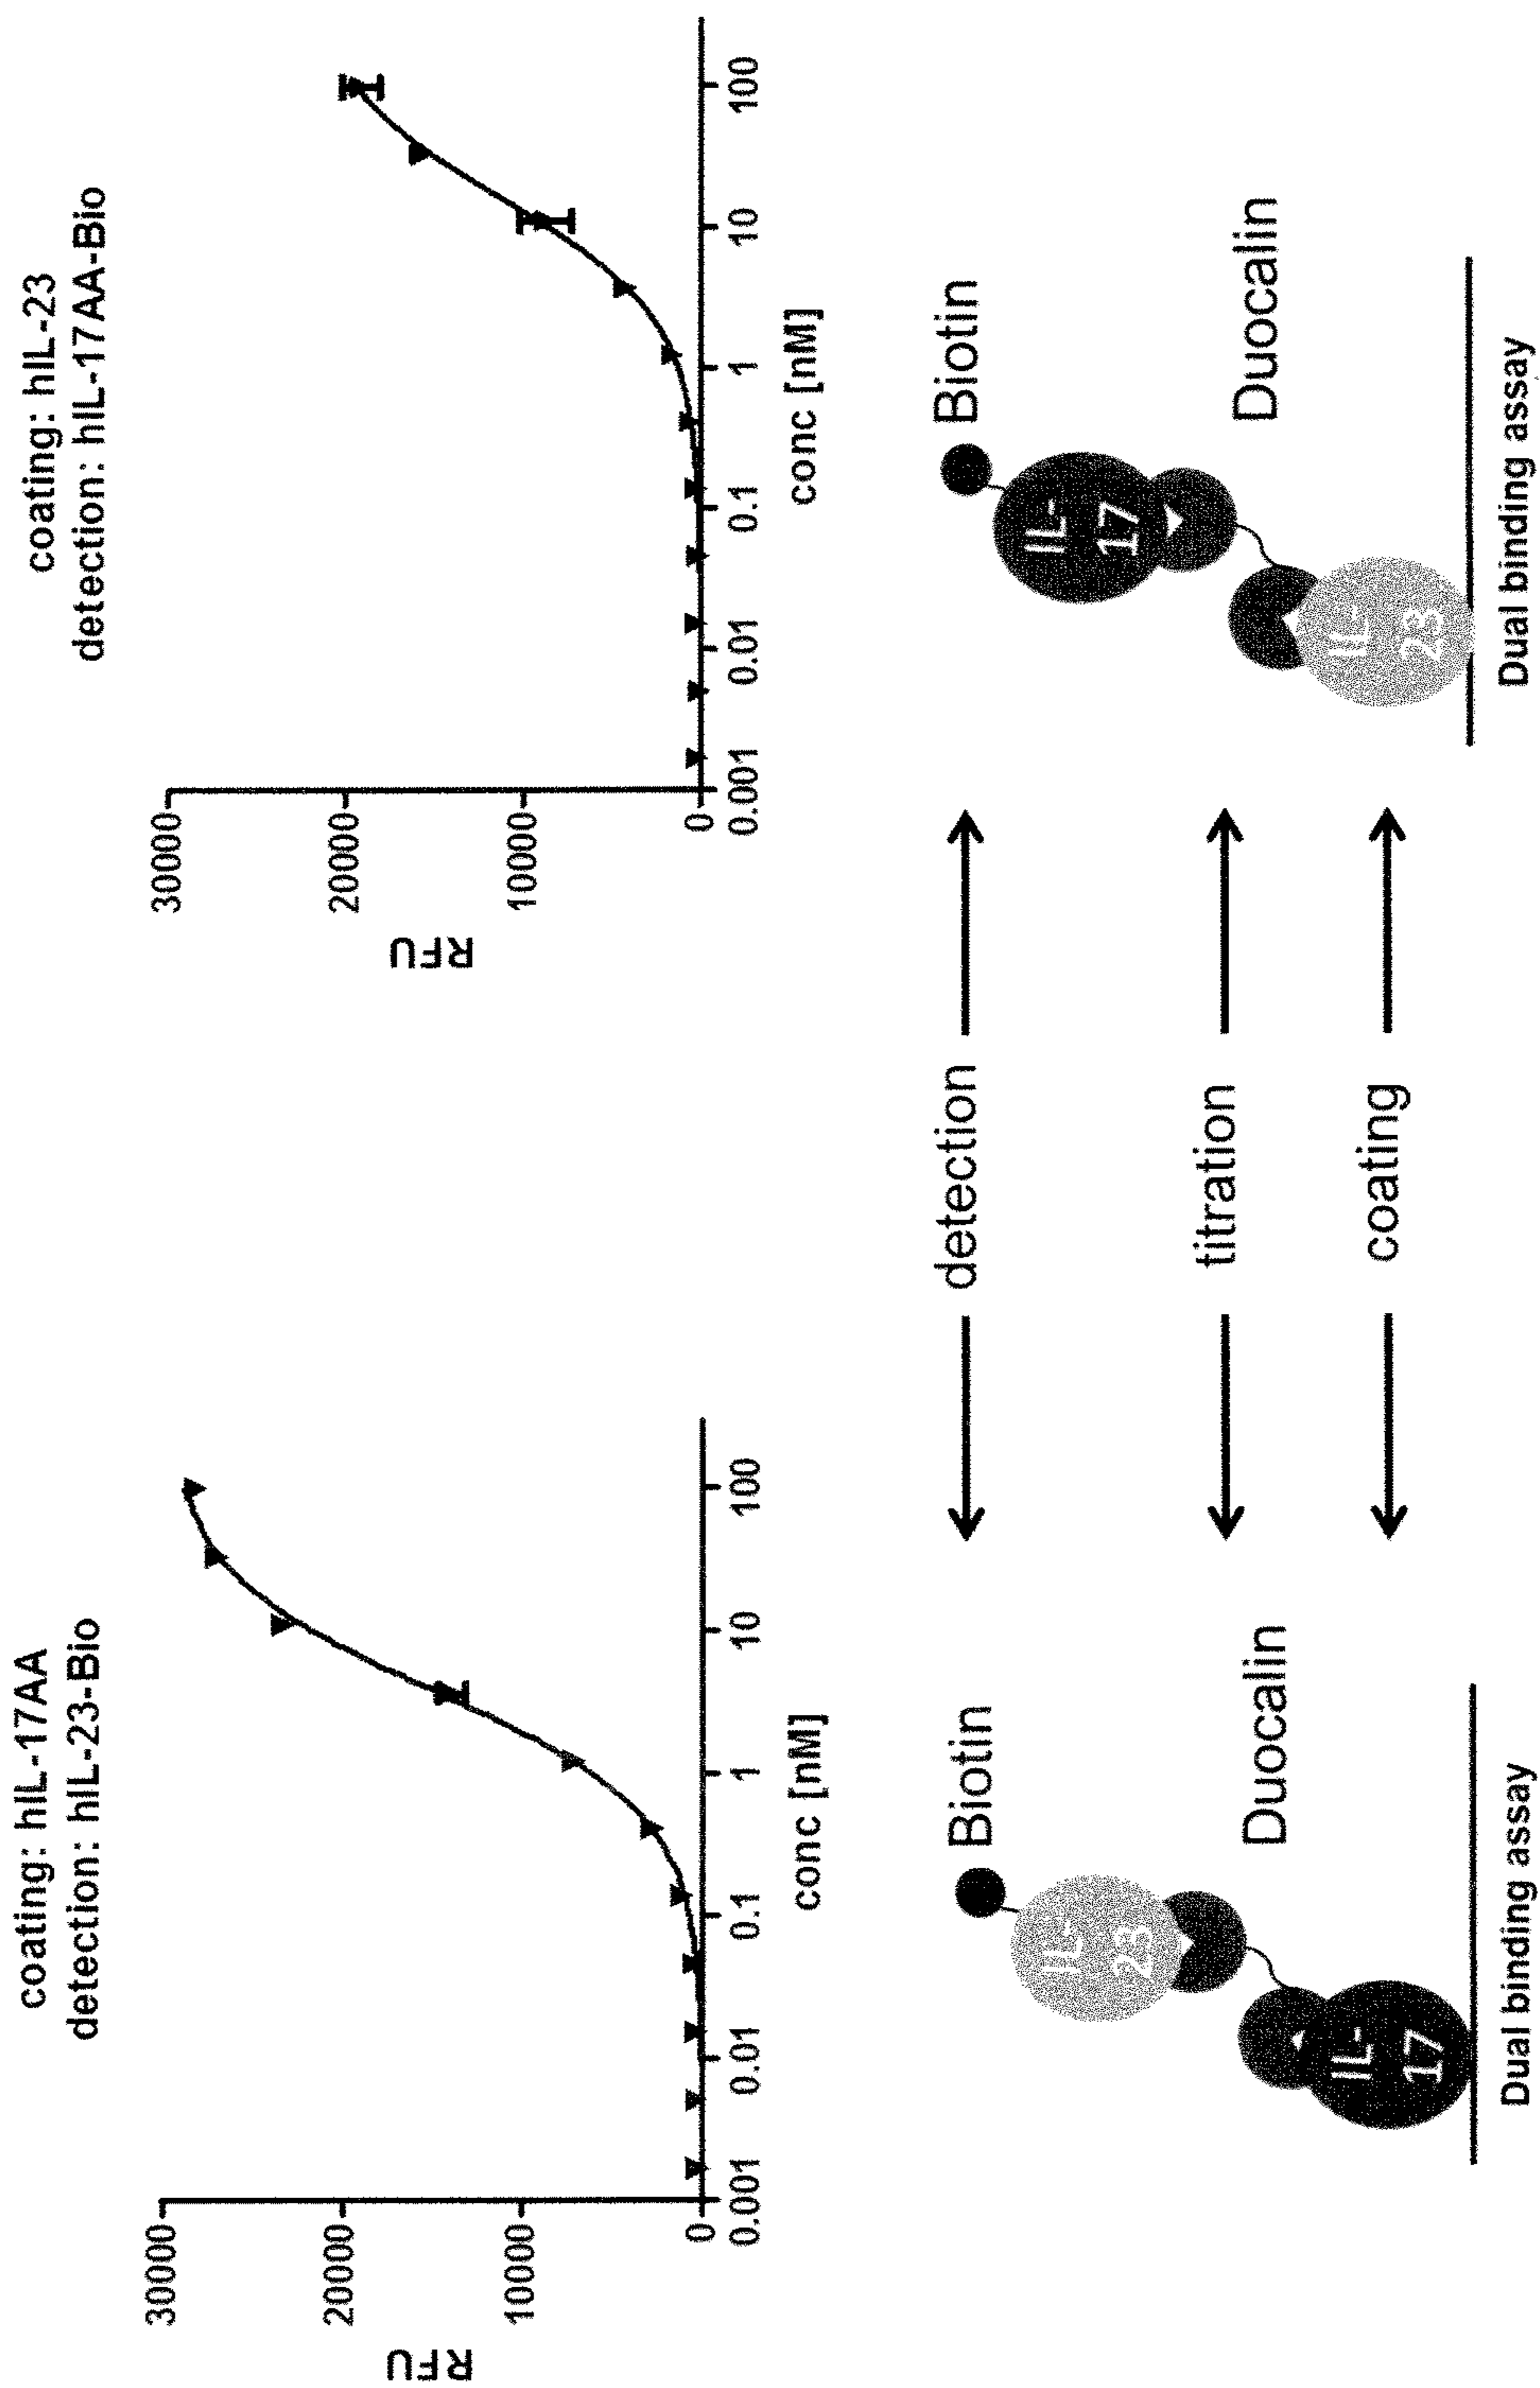 coating: hIL-17AA
detection: hIL-23-Bio
30000
20000
10000
0
RFU
0.001
0.01
0.1
1
10
100
conc [nM]
coating: hIL-23
detection: hIL-17AA-Bio
30000
20000
10000
0
RFU
0.001
0.01
0.1
1
10
100
conc [nM]
Biotin
IL-
23
Duocalin
IL-
17
Dual binding assay
detection
titration
coating
Biotin
IL-
17
Duocalin
IL-
23
Dual binding assay